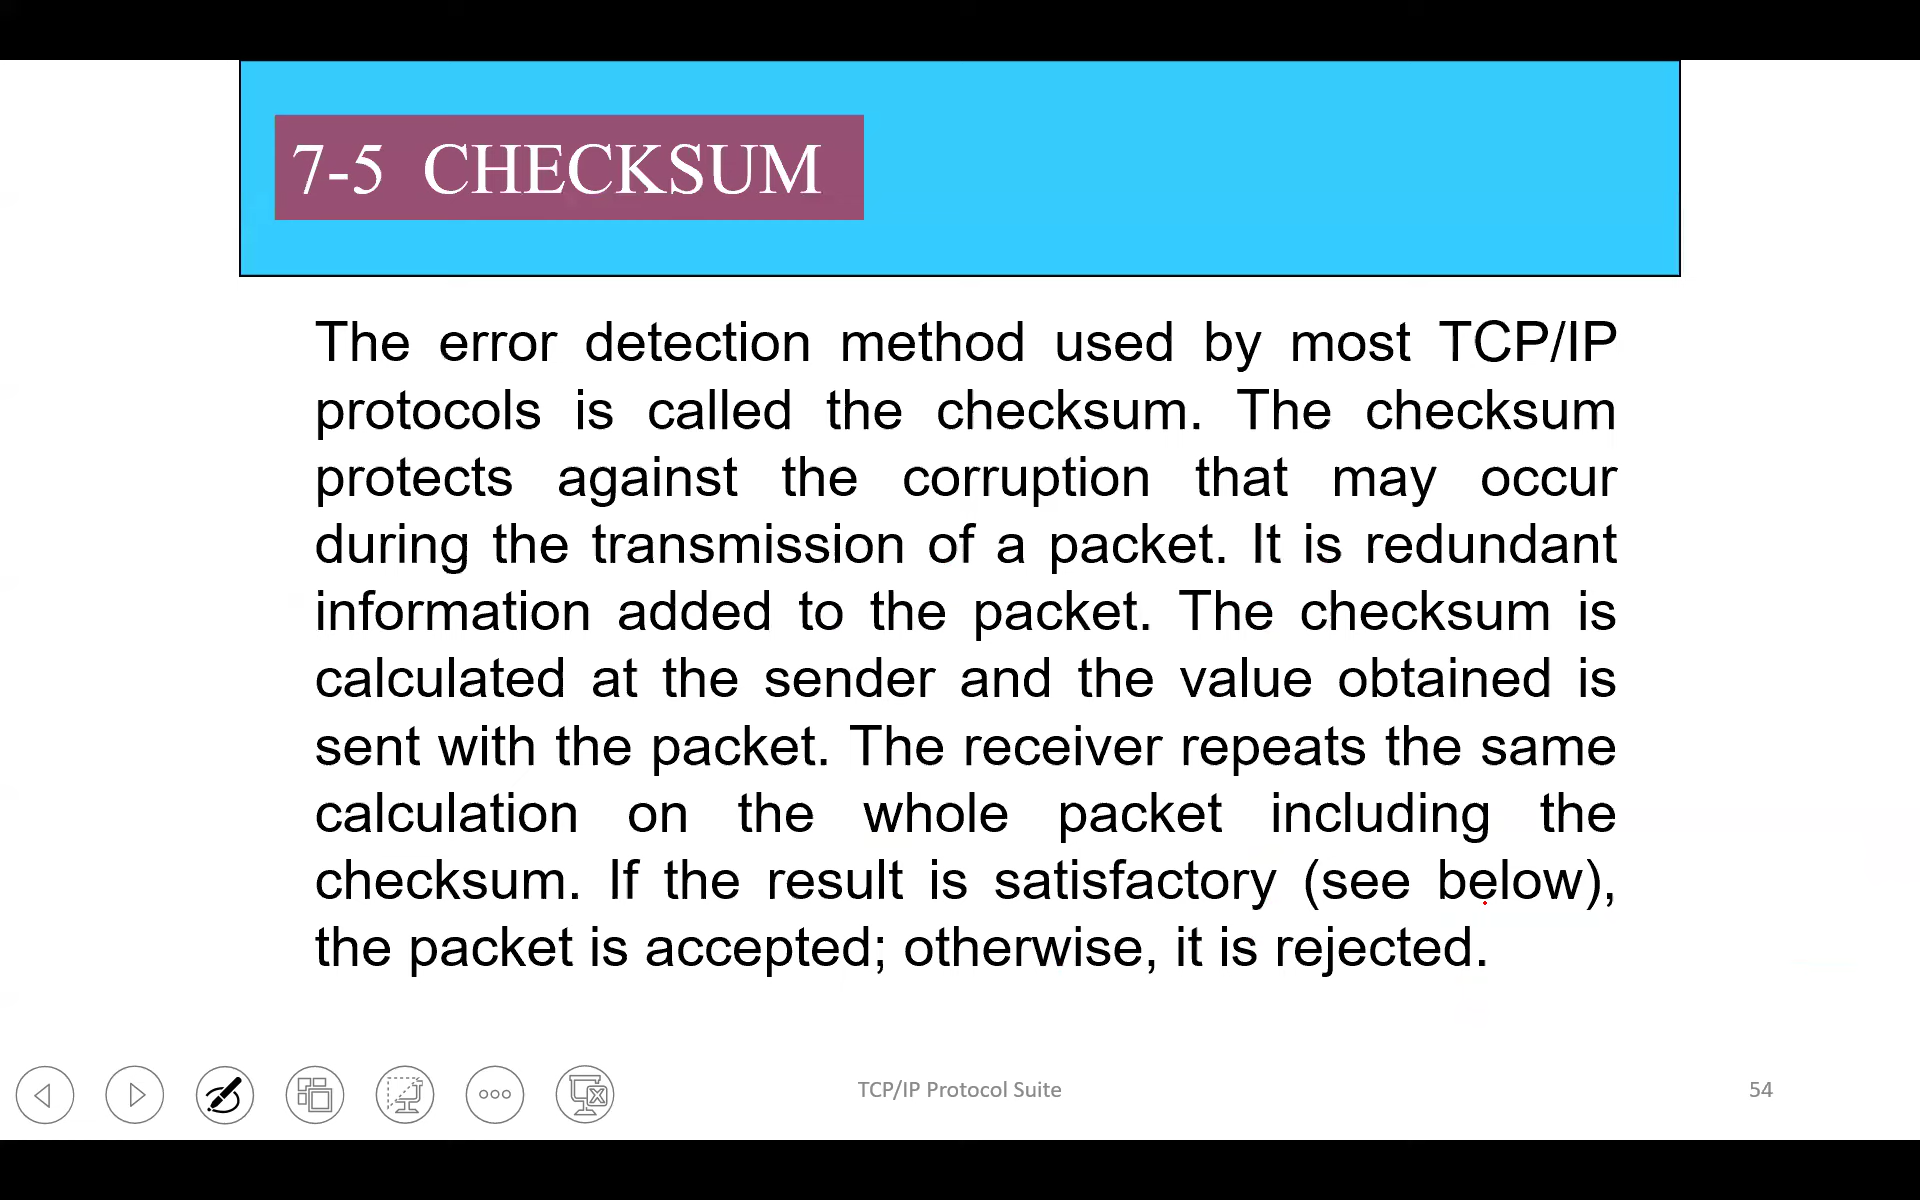 7-5 CHECKSUM
The error detection method used by most TCP/IP
protocols is called the checksum. The checksum
protects against the corruption that may occur
during the transmission of a packet. It is redundant
information added to the packet. The checksum is
calculated at the sender and the value obtained is
sent with the packet. The receiver repeats the same
calculation on the whole packet including the
checksum. If the result is satisfactory (see below),
the packet is accepted; otherwise, it is rejected.
TCP/IP Protocol Suite
54